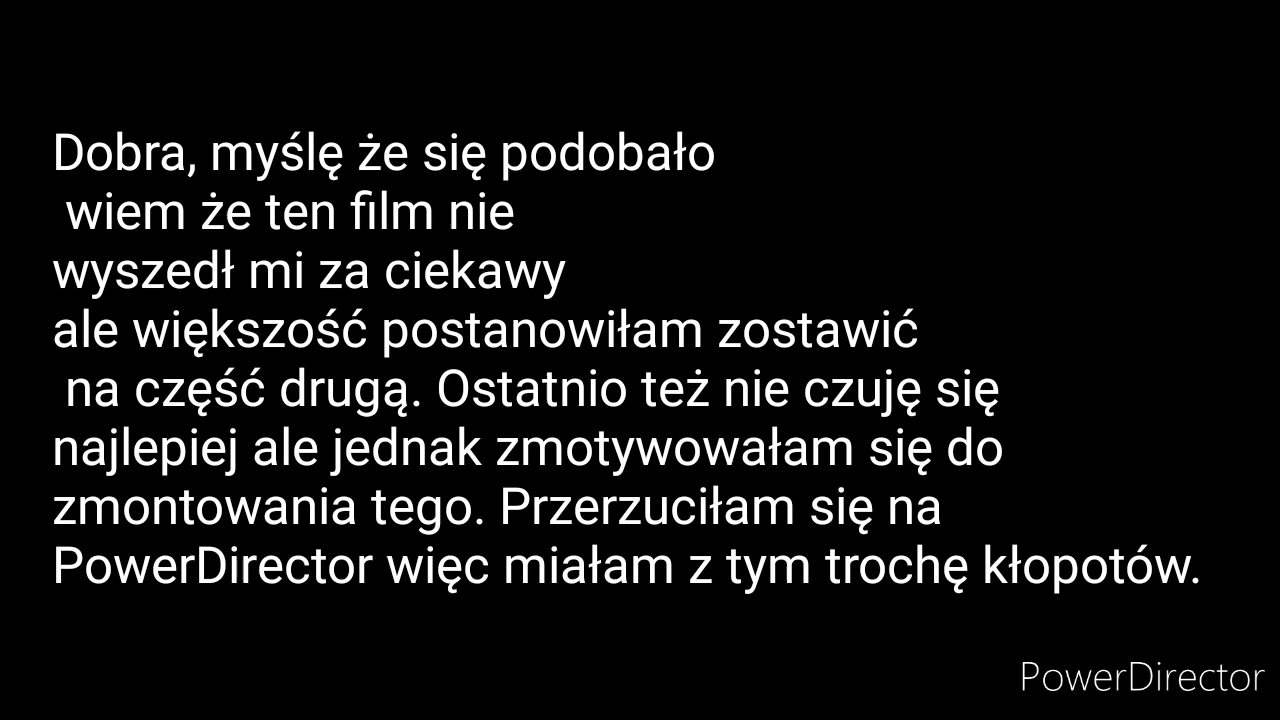 Dobra, myślę że się podobało
wiem że ten film nie
wyszedł mi za ciekawy
ale większość postanowiłam zostawić
na część drugą. Ostatnio też nie czuję się
najlepiej ale jednak zmotywowałam się do
zmontowania tego. Przerzuciłam się na
PowerDirector więc miałam z tym trochę kłopotów.
PowerDirector